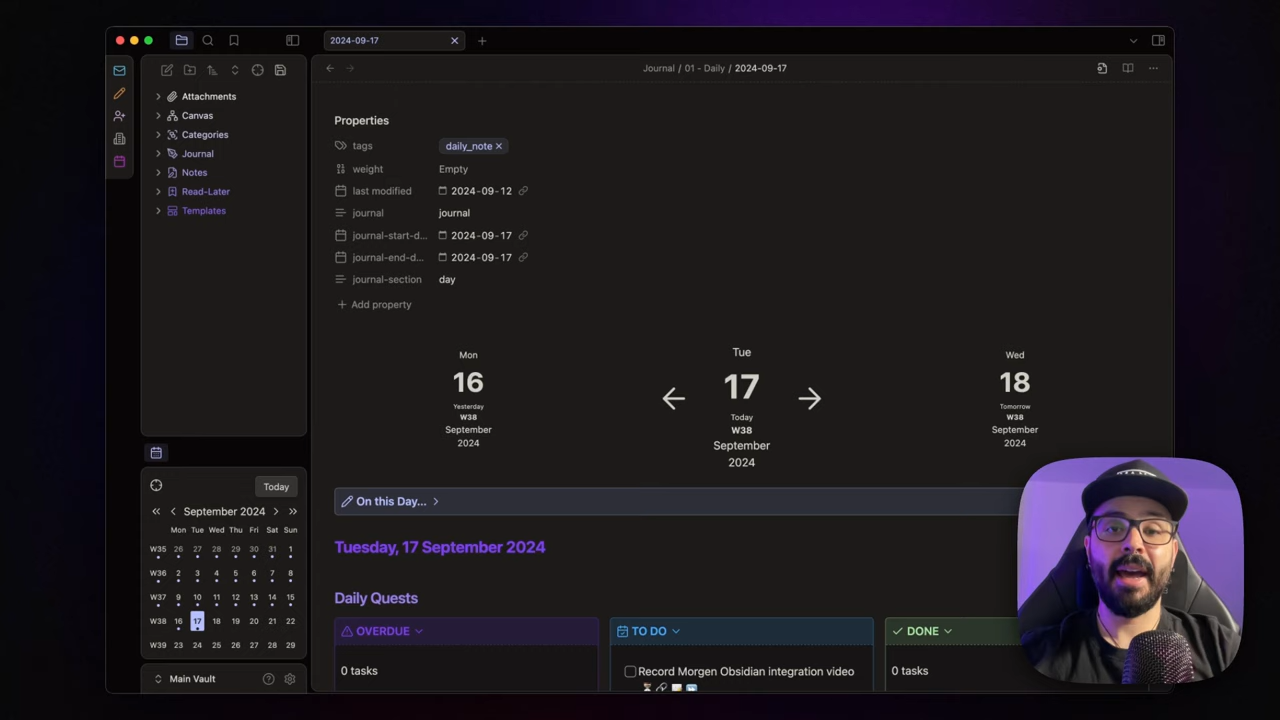 2024-09-17
Journal / 01 - Daily / 2024-09-17
Attachments
Canvas
Categories
Journal
Notes
Read-Later
Templates
Today
September 2024
Mon Tue Wed Thu Fri Sat Sun
W35 26 27 28 29 30 31 1
W36 2 3 4 5 6 7 8
W37 9 10 11 12 13 14 15
W38 16 17 18 19 20 21 22
W39 23 24 25 26 27 28 29
Main Vault
Properties
tags daily_note
weight Empty
last modified 2024-09-12
journal journal
journal-start-d... 2024-09-17
journal-end-d... 2024-09-17
journal-section day
Add property
Mon
16
Yesterday
W38
September
2024
Tue
17
Today
W38
September
2024
Wed
18
Tomorrow
W38
September
2024
On this Day...
Tuesday, 17 September 2024
Daily Quests
OVERDUE
0 tasks
TO DO
Record Morgen Obsidian integration video
DONE
0 tasks